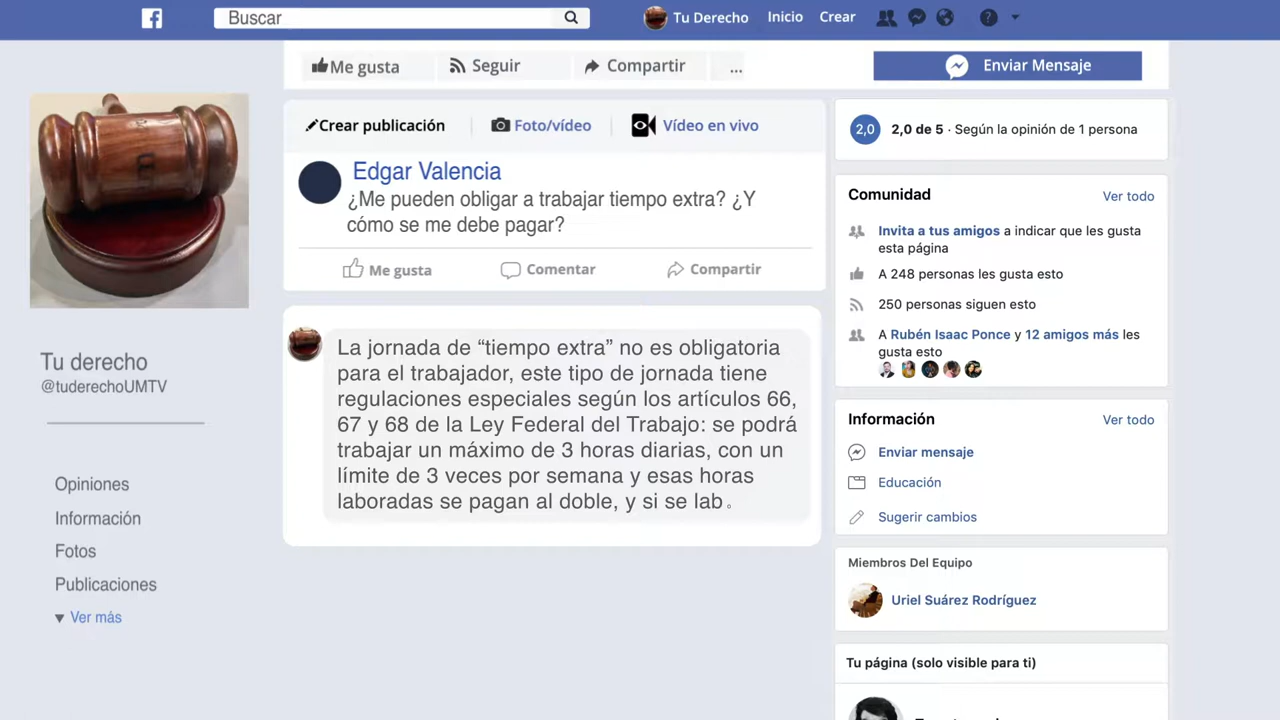 Buscar
Tu Derecho
Inicio
Crear
Me gusta
Seguir
Compartir
...
Enviar Mensaje
Crear publicación
Foto/vídeo
Vídeo en vivo
Edgar Valencia
¿Me pueden obligar a trabajar tiempo extra? ¿Y
cómo se me debe pagar?
Me gusta
Comentar
Compartir
La jornada de “tiempo extra” no es obligatoria
para el trabajador, este tipo de jornada tiene
regulaciones especiales según los artículos 66,
67 y 68 de la Ley Federal del Trabajo: se podrá
trabajar un máximo de 3 horas diarias, con un
límite de 3 veces por semana y esas horas
laboradas se pagan al doble, y si se lab
Tu derecho
@tuderechoUMTV
Opiniones
Información
Fotos
Publicaciones
Ver más
2,0
2,0 de 5 · Según la opinión de 1 persona
Comunidad
Ver todo
Invita a tus amigos a indicar que les gusta
esta página
A 248 personas les gusta esto
250 personas siguen esto
A Rubén Isaac Ponce y 12 amigos más les
gusta esto
Información
Ver todo
Enviar mensaje
Educación
Sugerir cambios
Miembros Del Equipo
Uriel Suárez Rodríguez
Tu página (solo visible para ti)